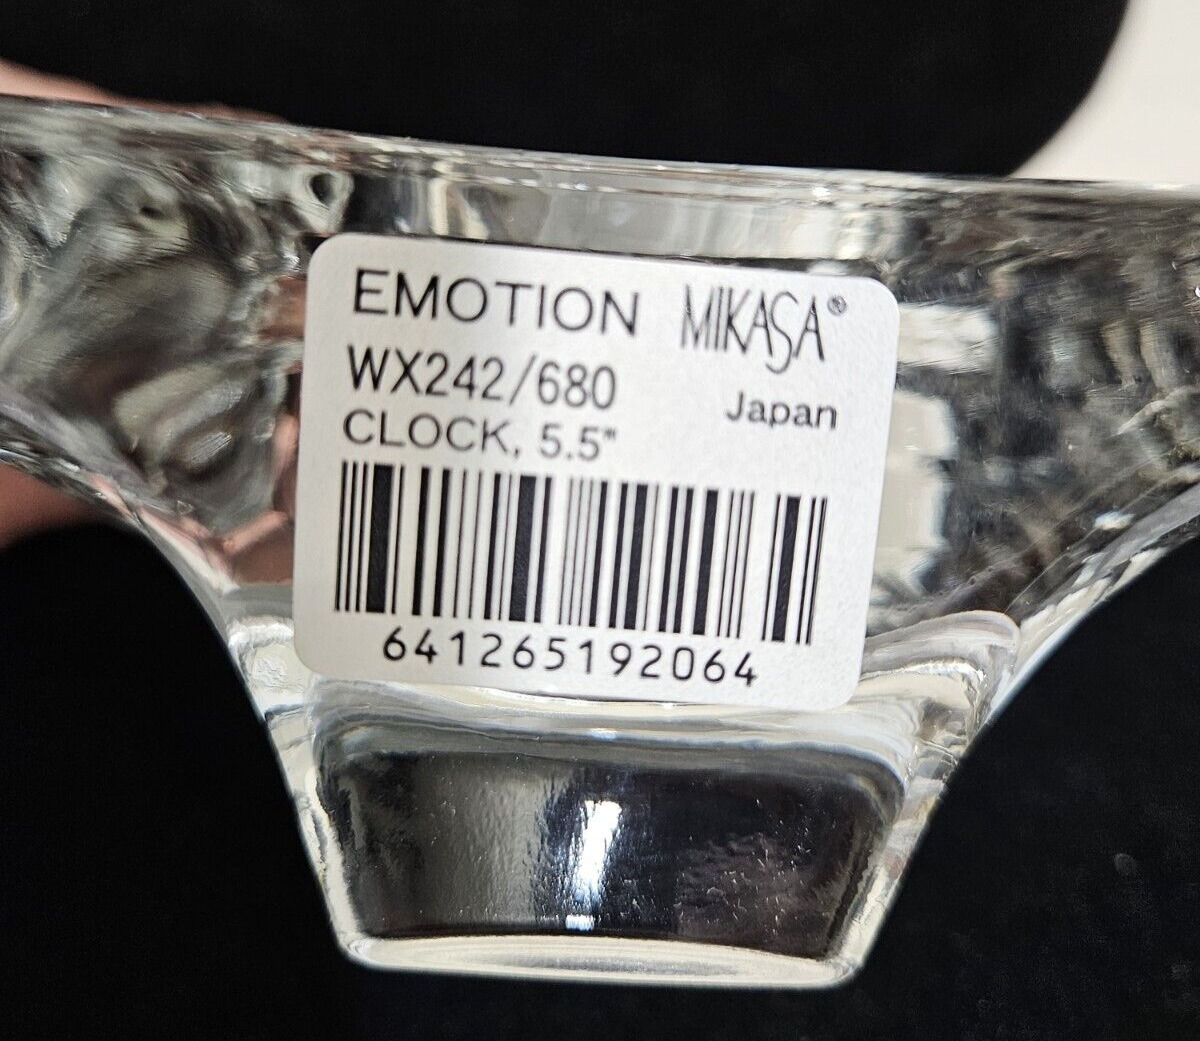 EMOTION MIKASA®
WX242/680
Japan
CLOCK, 5.5"
641265192064